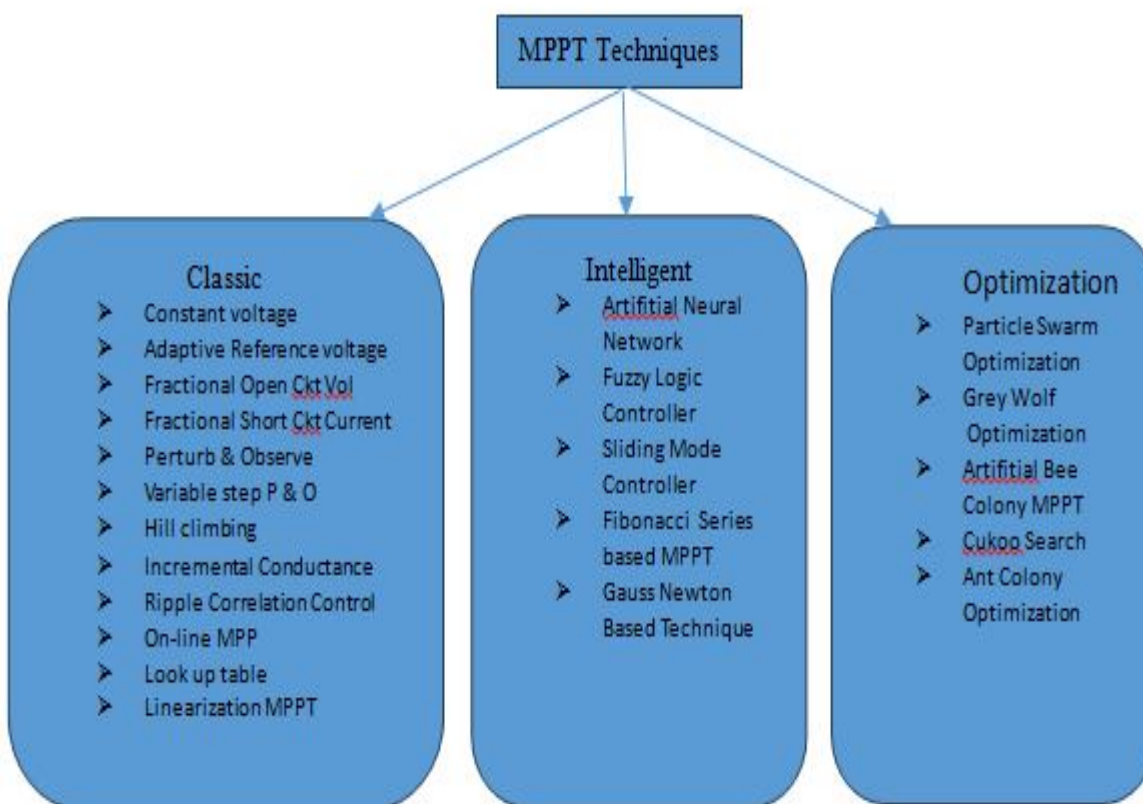 MPPT Techniques
Classic
Constant voltage
Adaptive Reference voltage
Fractional Open Ckt Vol
Fractional Short Ckt Current
Perturb & Observe
Variable step P & O
Hill climbing
Incremental Conductance
Ripple Correlation Control
On-line MPP
Look up table
Linearization MPPT
Intelligent
Artifitial Neural
Network
Fuzzy Logic
Controller
Sliding Mode
Controller
Fibonacci Series
based MPPT
Gauss Newton
Based Technique
Optimization
Particle Swarm
Optimization
Grey Wolf
Optimization
Artifitial Bee
Colony MPPT
Cukoo Search
Ant Colony
Optimization